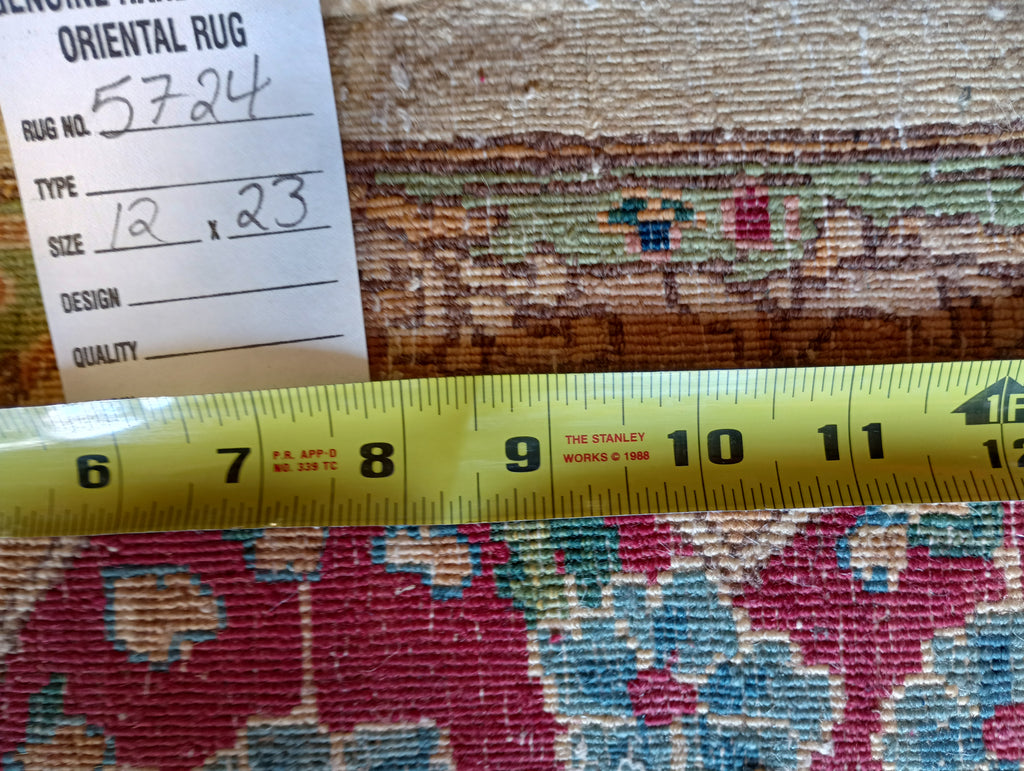 ORIENTAL RUG
RUG NO. 5724
TYPE
SIZE 12 x 23
DESIGN
QUALITY
6 7 P.R. APP-D 8 9 THE STANLEY 10 11 1F
NO. 339 TC WORKS © 1988 12